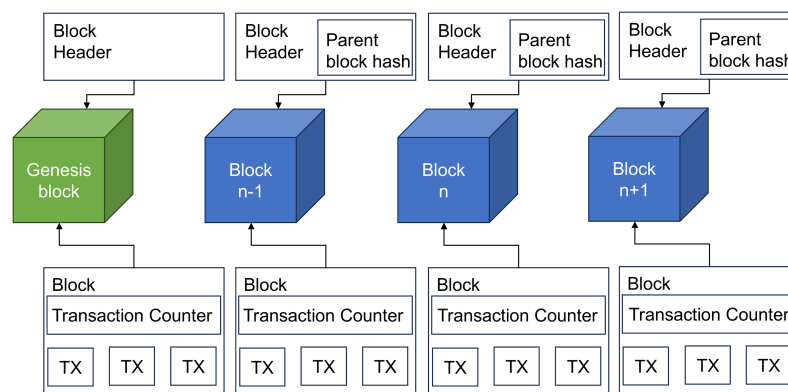 Block
Header
Block
Header
Parent
block hash
Block
Header
Parent
block hash
Block
Header
Parent
block hash
Genesis
block
Block
n-1
Block
n
Block
n+1
Block
Transaction Counter
TX TX TX
Block
Transaction Counter
TX TX TX
Block
Transaction Counter
TX TX TX
Block
Transaction Counter
TX TX TX